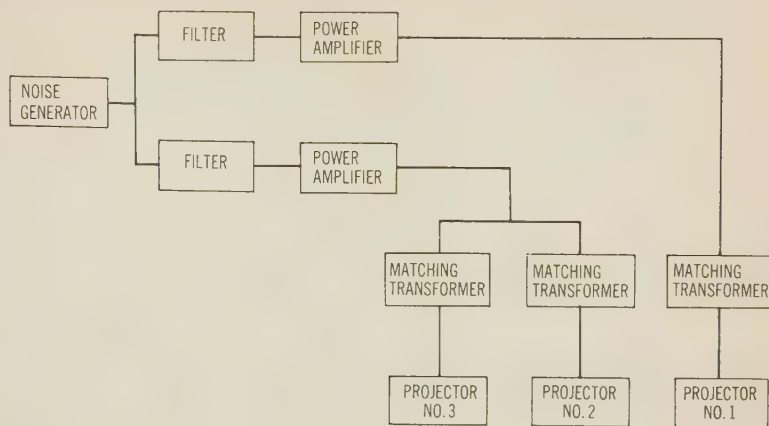 FILTER
POWER
AMPLIFIER
NOISE
GENERATOR
FILTER
POWER
AMPLIFIER
MATCHING
TRANSFORMER
MATCHING
TRANSFORMER
MATCHING
TRANSFORMER
PROJECTOR
NO.3
PROJECTOR
NO.2
PROJECTOR
NO.1